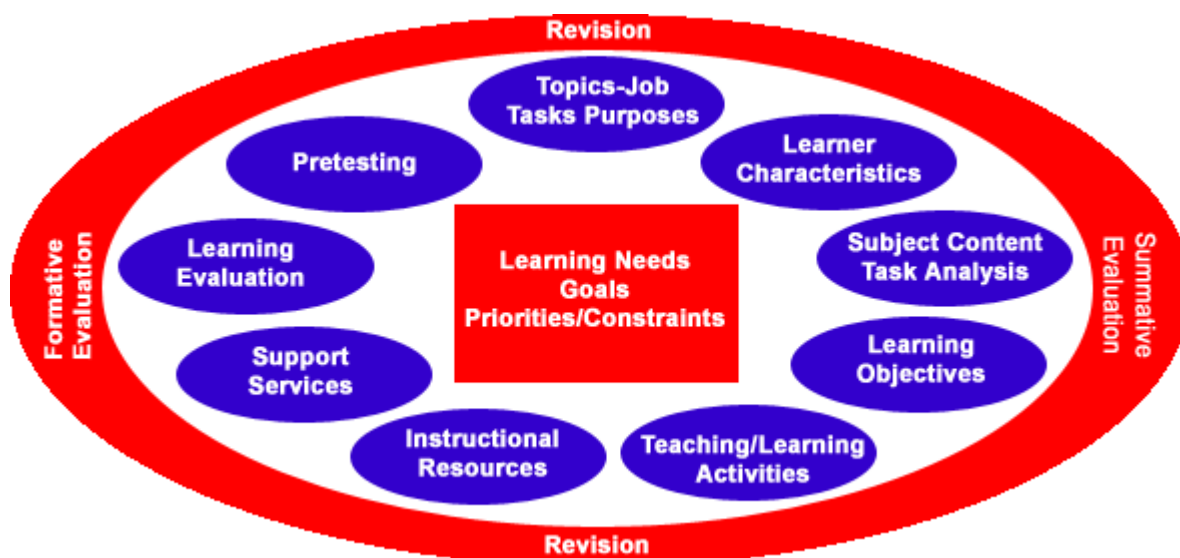 Revision
Topics-Job
Tasks Purposes
Learner
Characteristics
Subject Content
Task Analysis
Learning
Objectives
Teaching/Learning
Activities
Instructional
Resources
Support
Services
Learning
Evaluation
Pretesting
Learning Needs
Goals
Priorities/Constraints
Formative
Evaluation
Summative
Evaluation
Revision